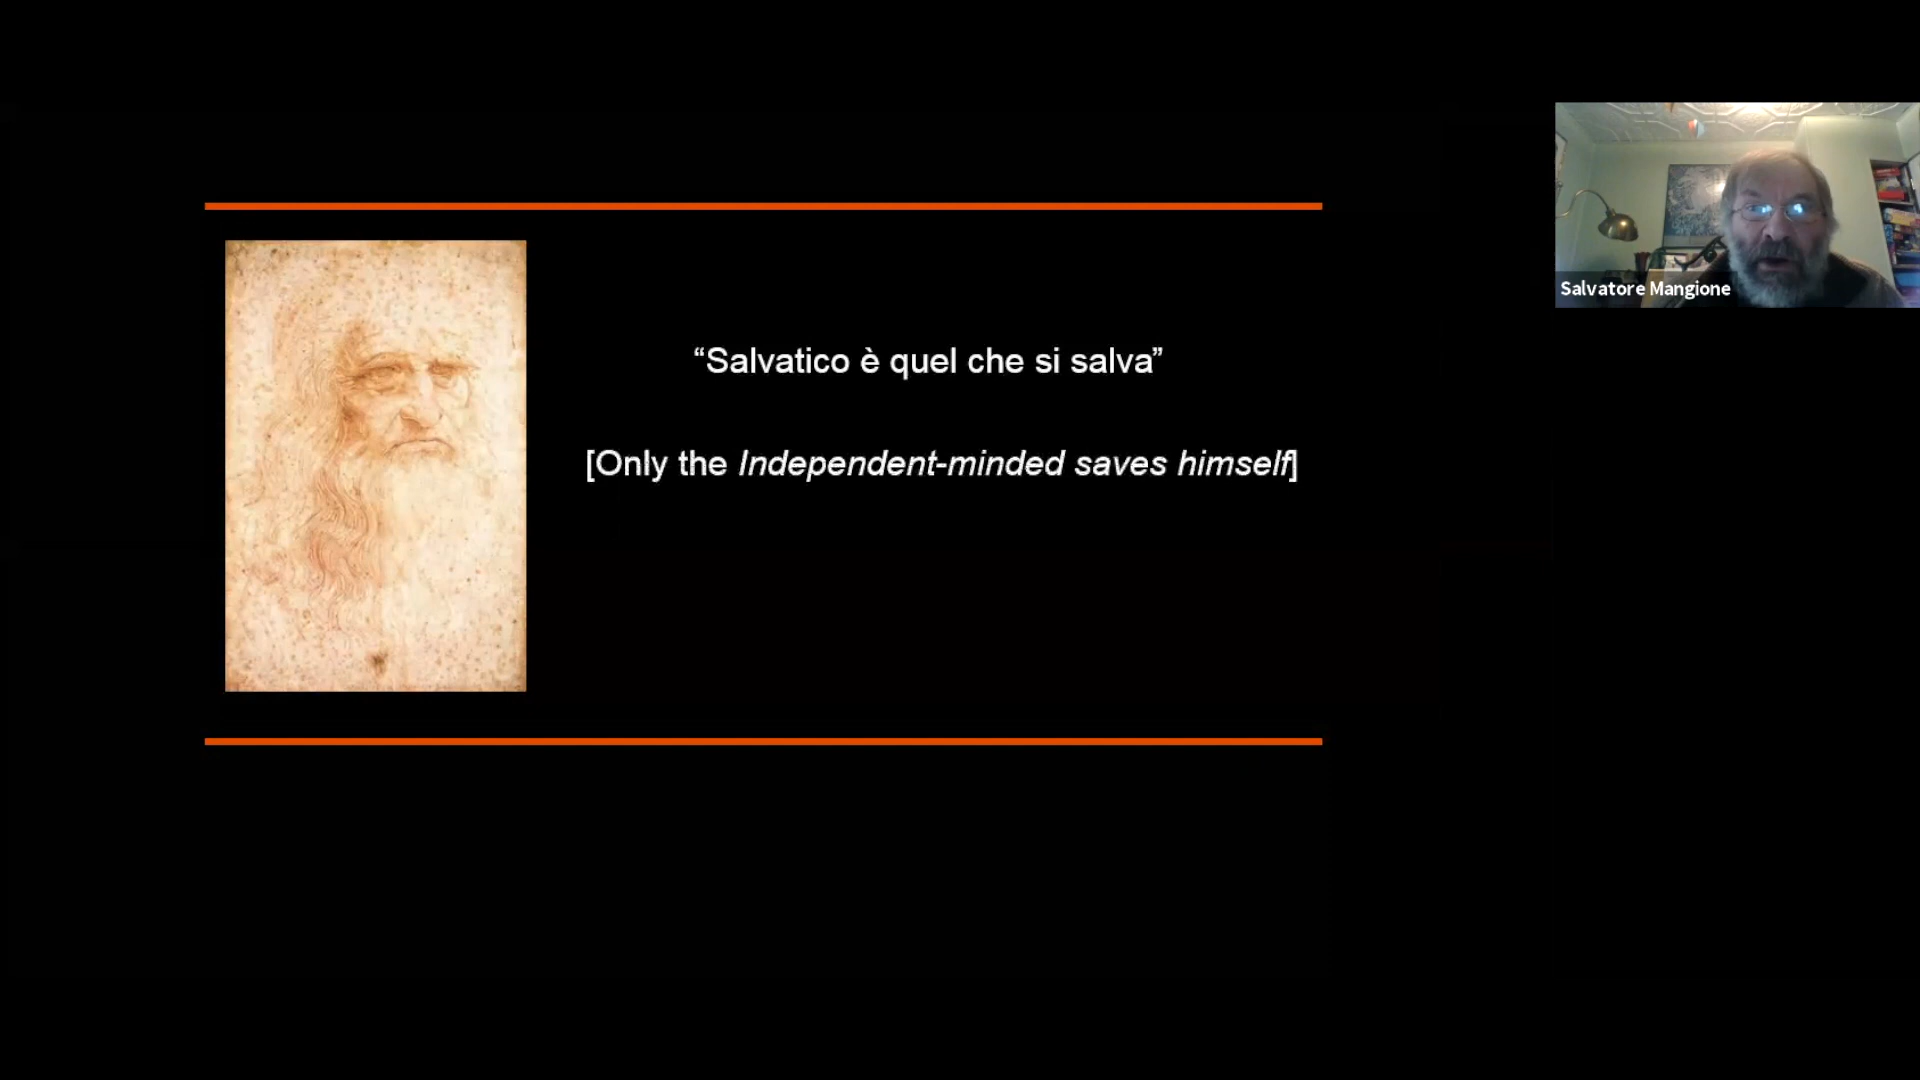 “Salvatico è quel che si salva”
[Only the Independent-minded saves himself]
Salvatore Mangione